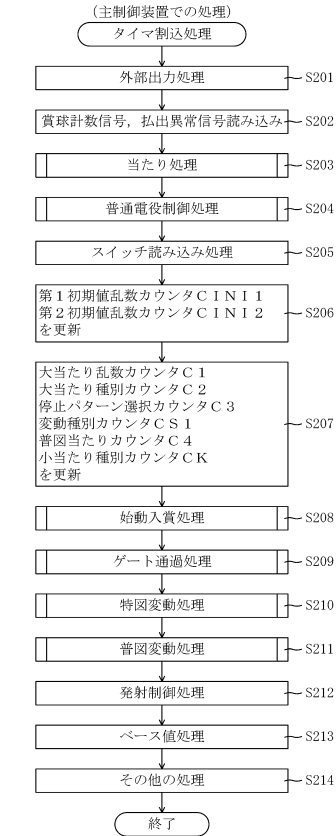 （主制御装置での処理）
タイマ割込処理
外部出力処理 S201
賞球計数信号，払出異常信号読み込み S202
当たり処理 S203
普通電役制御処理 S204
スイッチ読み込み処理 S205
第１初期値乱数カウンタＣＩＮＩ１
第２初期値乱数カウンタＣＩＮＩ２ S206
を更新
大当たり乱数カウンタＣ１
大当たり種別カウンタＣ２
停止パターン選択カウンタＣ３
変動種別カウンタＣＳ１ S207
普図当たりカウンタＣ４
小当たり種別カウンタＣＫ
を更新
始動入賞処理 S208
ゲート通過処理 S209
特図変動処理 S210
普図変動処理 S211
発射制御処理 S212
ベース値処理 S213
その他の処理 S214
終了